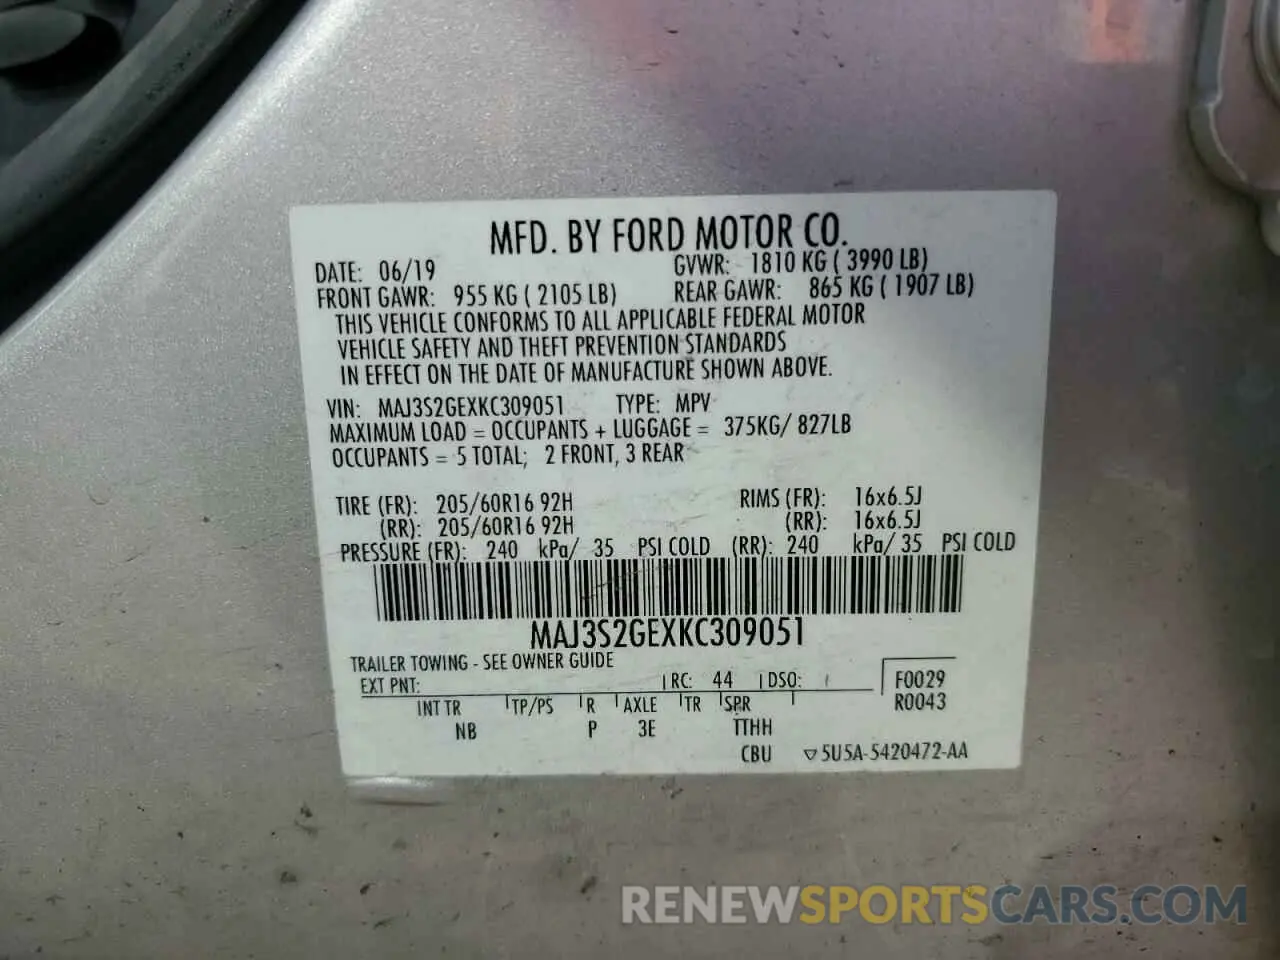 MFD. BY FORD MOTOR CO.
DATE: 06/19 GVWR: 1810 KG ( 3990 LB)
FRONT GAWR: 955 KG ( 2105 LB) REAR GAWR: 865 KG ( 1907 LB)
THIS VEHICLE CONFORMS TO ALL APPLICABLE FEDERAL MOTOR
VEHICLE SAFETY AND THEFT PREVENTION STANDARDS
IN EFFECT ON THE DATE OF MANUFACTURE SHOWN ABOVE.
VIN: MAJ3S2GEXKC309051 TYPE: MPV
MAXIMUM LOAD = OCCUPANTS + LUGGAGE = 375KG/ 827LB
OCCUPANTS = 5 TOTAL; 2 FRONT, 3 REAR
TIRE (FR): 205/60R16 92H RIMS (FR): 16x6.5J
(RR): 205/60R16 92H (RR): 16x6.5J
PRESSURE (FR): 240 kPa/ 35 PSI COLD (RR): 240 kPa/ 35 PSI COLD
MAJ3S2GEXKC309051
TRAILER TOWING - SEE OWNER GUIDE
EXT PNT: RC: 44 DSO: F0029
INT TR TP/PS R AXLE TR SPR R0043
NB P 3E TTHH
CBU ▽5U5A-5420472-AA
RENEWSPORTSCARS.COM